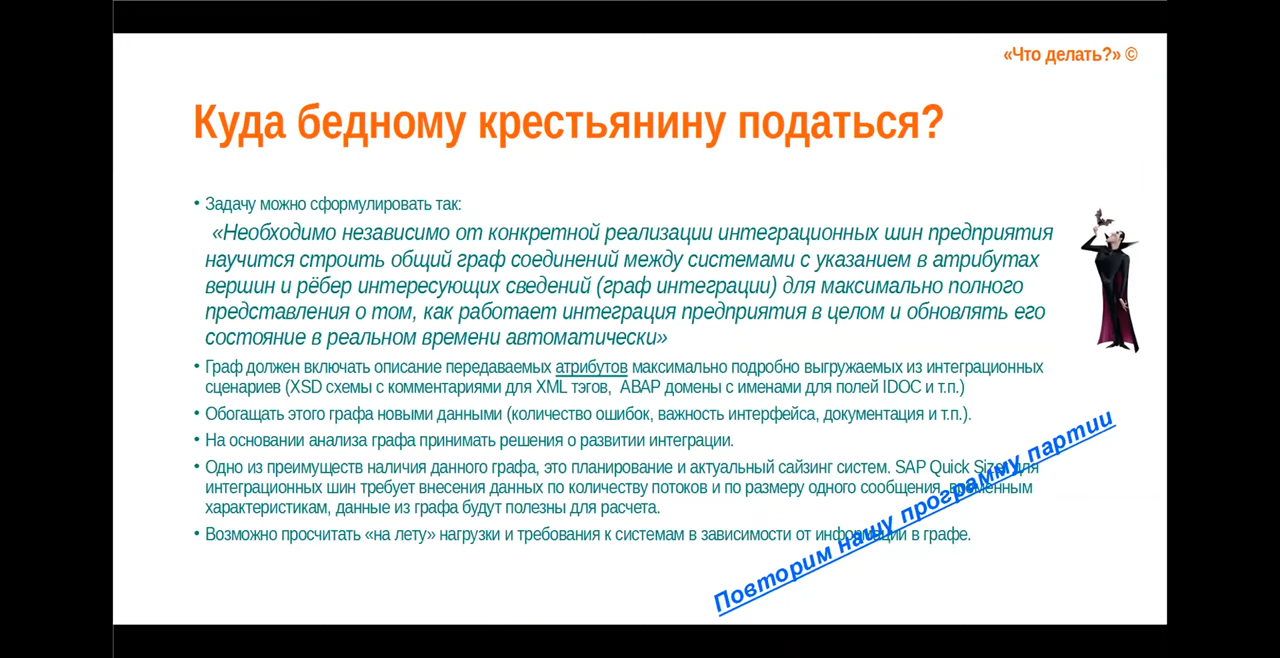 «Что делать?» ©
Куда бедному крестьянину податься?
• Задачу можно сформулировать так:
«Необходимо независимо от конкретной реализации интеграционных шин предприятия
научится строить общий граф соединений между системами с указанием в атрибутах
вершин и рёбер интересующих сведений (граф интеграции) для максимально полного
представления о том, как работает интеграция предприятия в целом и обновлять его
состояние в реальном времени автоматически»
• Граф должен включать описание передаваемых атрибутов максимально подробно выгружаемых из интеграционных
сценариев (XSD схемы с комментариями для XML тэгов, ABAP домены с именами для полей IDOC и т.п.)
• Обогащать этого графа новыми данными (количество ошибок, важность интерфейса, документация и т.п.).
• На основании анализа графа принимать решения о развитии интеграции.
• Одно из преимуществ наличия данного графа, это планирование и актуальный сайзинг систем. SAP Quick Sizer для
интеграционных шин требует внесения данных по количеству потоков и по размеру одного сообщения, временным
характеристикам, данные из графа будут полезны для расчета.
• Возможно просчитать «на лету» нагрузки и требования к системам в зависимости от информации в графе.
Повторим нашу программу партии